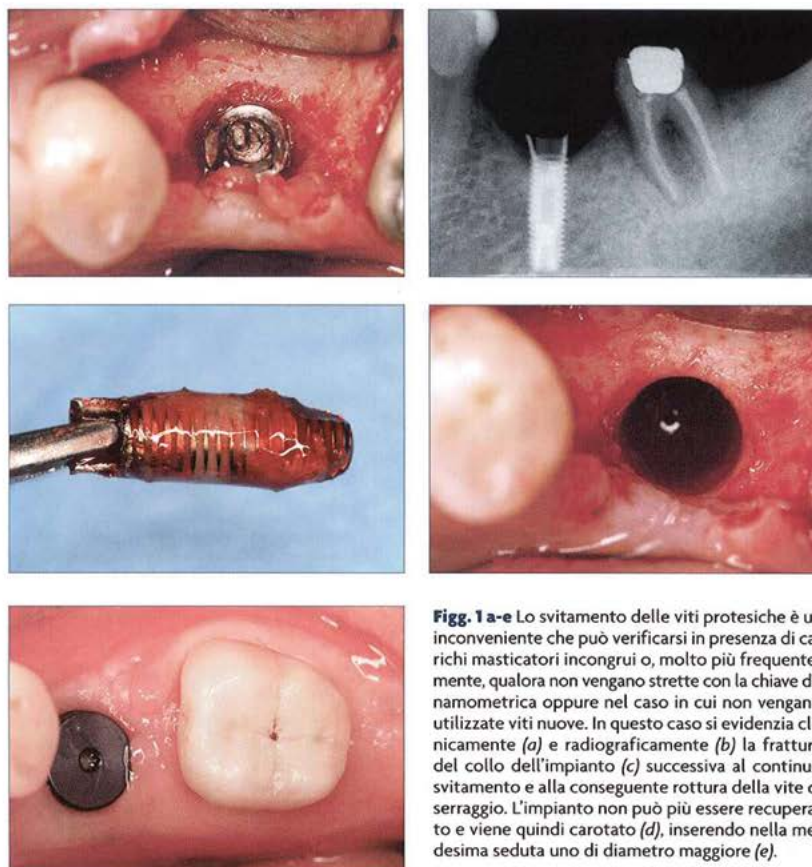 Figg. 1 a-e Lo svitamento delle viti protesiche è u
inconveniente che può verificarsi in presenza di ca
richi masticatori incongrui o, molto più frequente
mente, qualora non vengano strette con la chiave d
namometrica oppure nel caso in cui non vengan
utilizzate viti nuove. In questo caso si evidenzia cl
nicamente (a) e radiograficamente (b) la frattur
del collo dell'impianto (c) successiva al continu
svitamento e alla conseguente rottura della vite d
serraggio. L'impianto non può più essere recupera
to e viene quindi carotato (d), inserendo nella me
desima seduta uno di diametro maggiore (e).